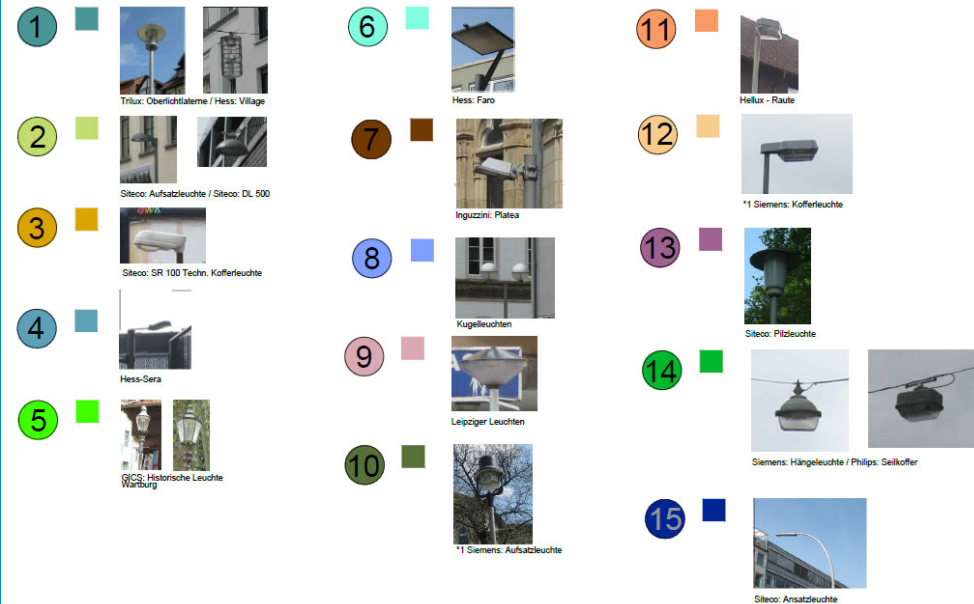 1
Trilux: Oberlichtlaterne / Hess: Village
2
Siteco: Aufsatzleuchte / Siteco: DL 500
3
Siteco: SR 100 Techn. Kofferleuchte
4
Hess-Sera
5
GICS: Historische Leuchte
Wartburg
6
Hess: Faro
7
Inguzzini: Platea
8
Kugelleuchten
9
Leipziger Leuchten
10
*1 Siemens: Aufsatzleuchte
11
Hellux - Raute
12
*1 Siemens: Kofferleuchte
13
Siteco: Pilzleuchte
14
Siemens: Hängeleuchte / Philips: Seilkoffer
15
Siteco: Ansatzleuchte